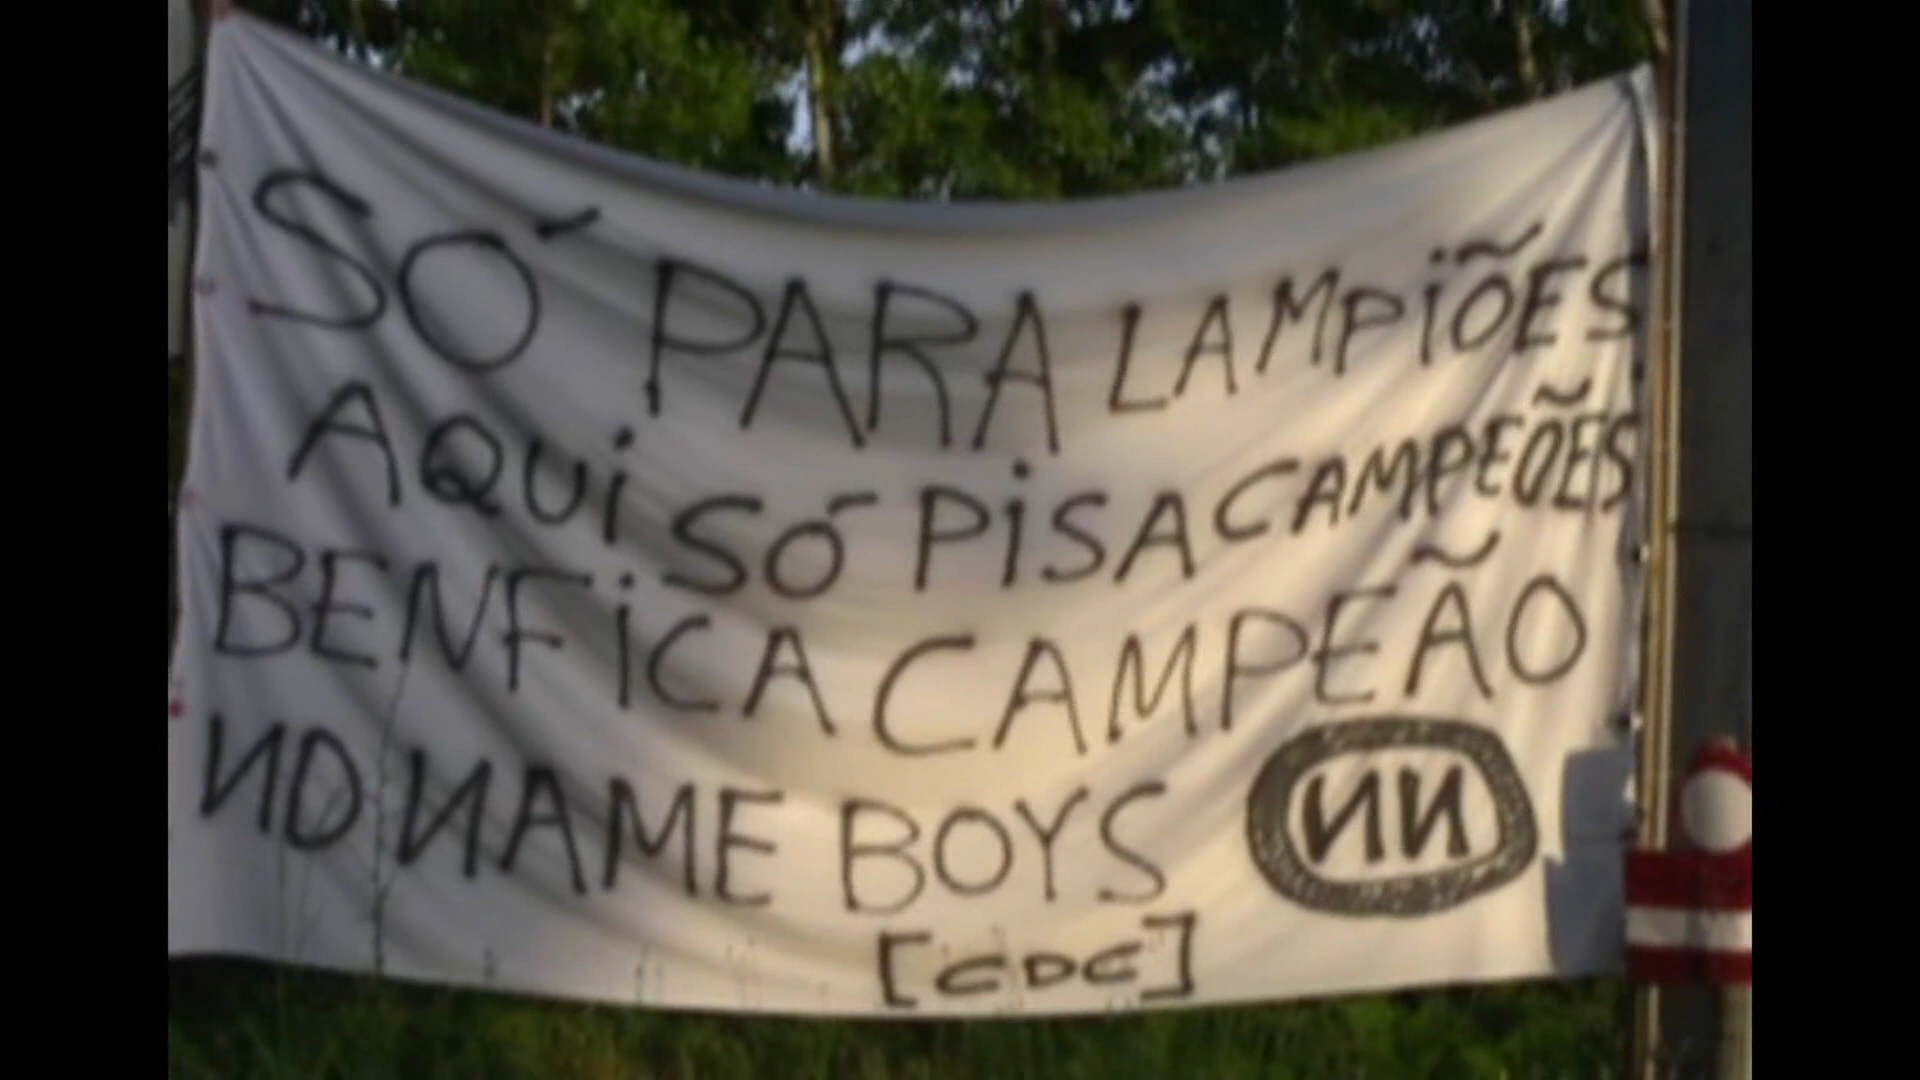 SÓ PARA LAMPIÕES
AQUI SÓ PISA CAMPEÕES
BENFICA CAMPEÃO
NO NAME BOYS NN
[CDC]